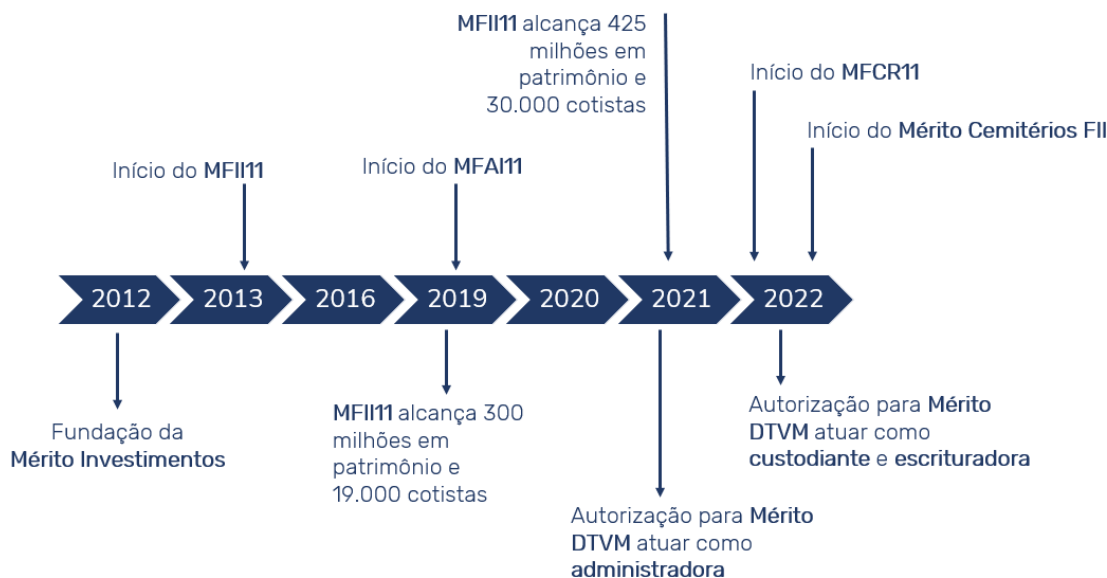 MFII11 alcança 425
milhões em
patrimônio e
30.000 cotistas
Início do MFCR11
Início do Mérito Cemitérios FII
Início do MFII11
Início do MFAI11
2012
2013
2016
2019
2020
2021
2022
Fundação da
Mérito Investimentos
MFII11 alcança 300
milhões em
patrimônio e
19.000 cotistas
Autorização para Mérito
DTVM atuar como
custodiante e escrituradora
Autorização para Mérito
DTVM atuar como
administradora